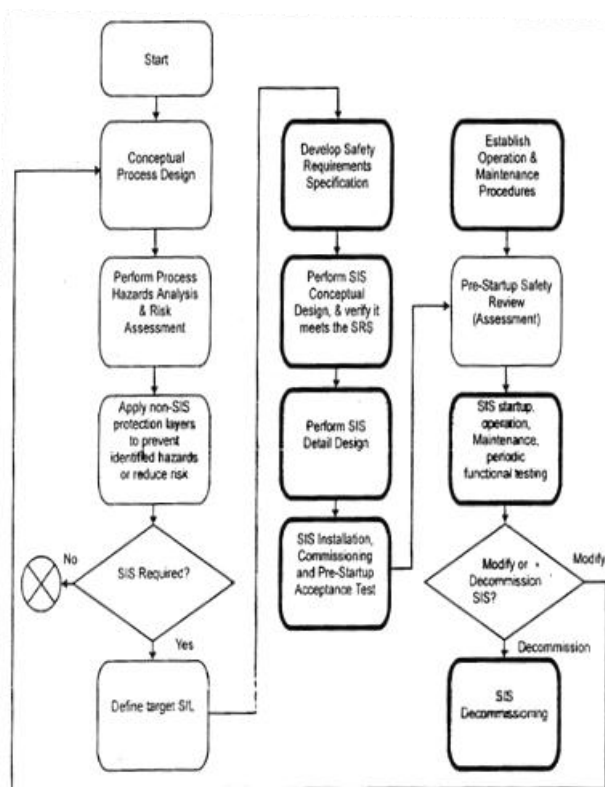 Start
Conceptual
Process Design
Perform Process
Hazards Analysis
& Risk
Assessment
Apply non-SIS
protection layers
to prevent
identified hazards
or reduce risk
SIS Required?
No
Yes
Define target SIL
Develop Safety
Requirements
Specification
Perform SIS
Conceptual
Design, & verify it
meets the SRS
Perform SIS
Detail Design
SIS Installation,
Commissioning
and Pre-Startup
Acceptance Test
Establish
Operation &
Maintenance
Procedures
Pre-Startup Safety
Review
(Assessment)
SIS startup,
operation,
Maintenance,
periodic
functional testing
Modify or
Decommission
SIS?
Modify
Decommission
SIS
Decommissioning